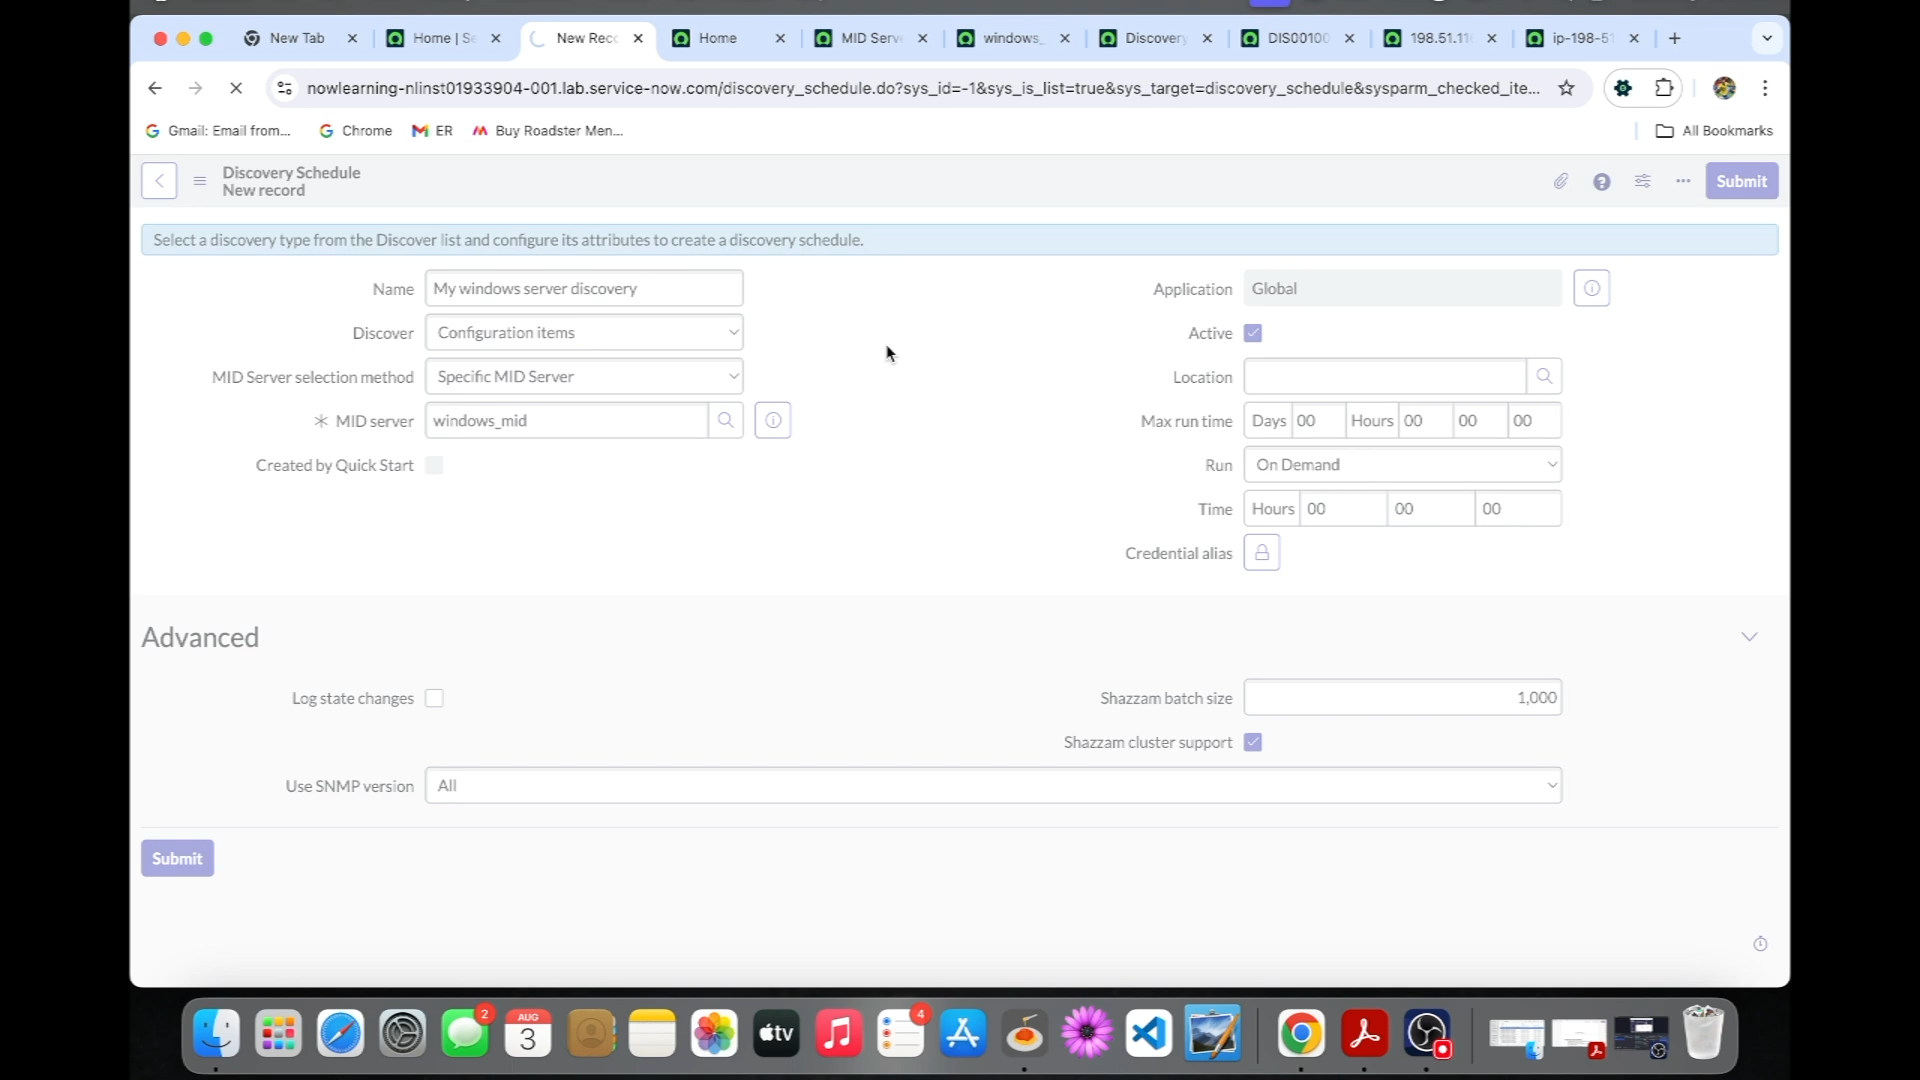 New Tab
Home | Se
New Reco
Home
MID Serv
windows_
Discovery
DIS00100
198.51.11
ip-198-51
nowlearning-nlinst01933904-001.lab.service-now.com/discovery_schedule.do?sys_id=-1&sys_is_list=true&sys_target=discovery_schedule&sysparm_checked_ite...
Gmail: Email from...
Chrome
ER
Buy Roadster Men...
All Bookmarks
Discovery Schedule
New record
Submit
Select a discovery type from the Discover list and configure its attributes to create a discovery schedule.
Name My windows server discovery
Discover Configuration items
MID Server selection method Specific MID Server
MID server windows_mid
Created by Quick Start
Application Global
Active
Location
Max run time Days 00 Hours 00 00 00
Run On Demand
Time Hours 00 00 00
Credential alias
Advanced
Log state changes
Shazzam batch size 1,000
Shazzam cluster support
Use SNMP version All
Submit
2
AUG
3
tv
4